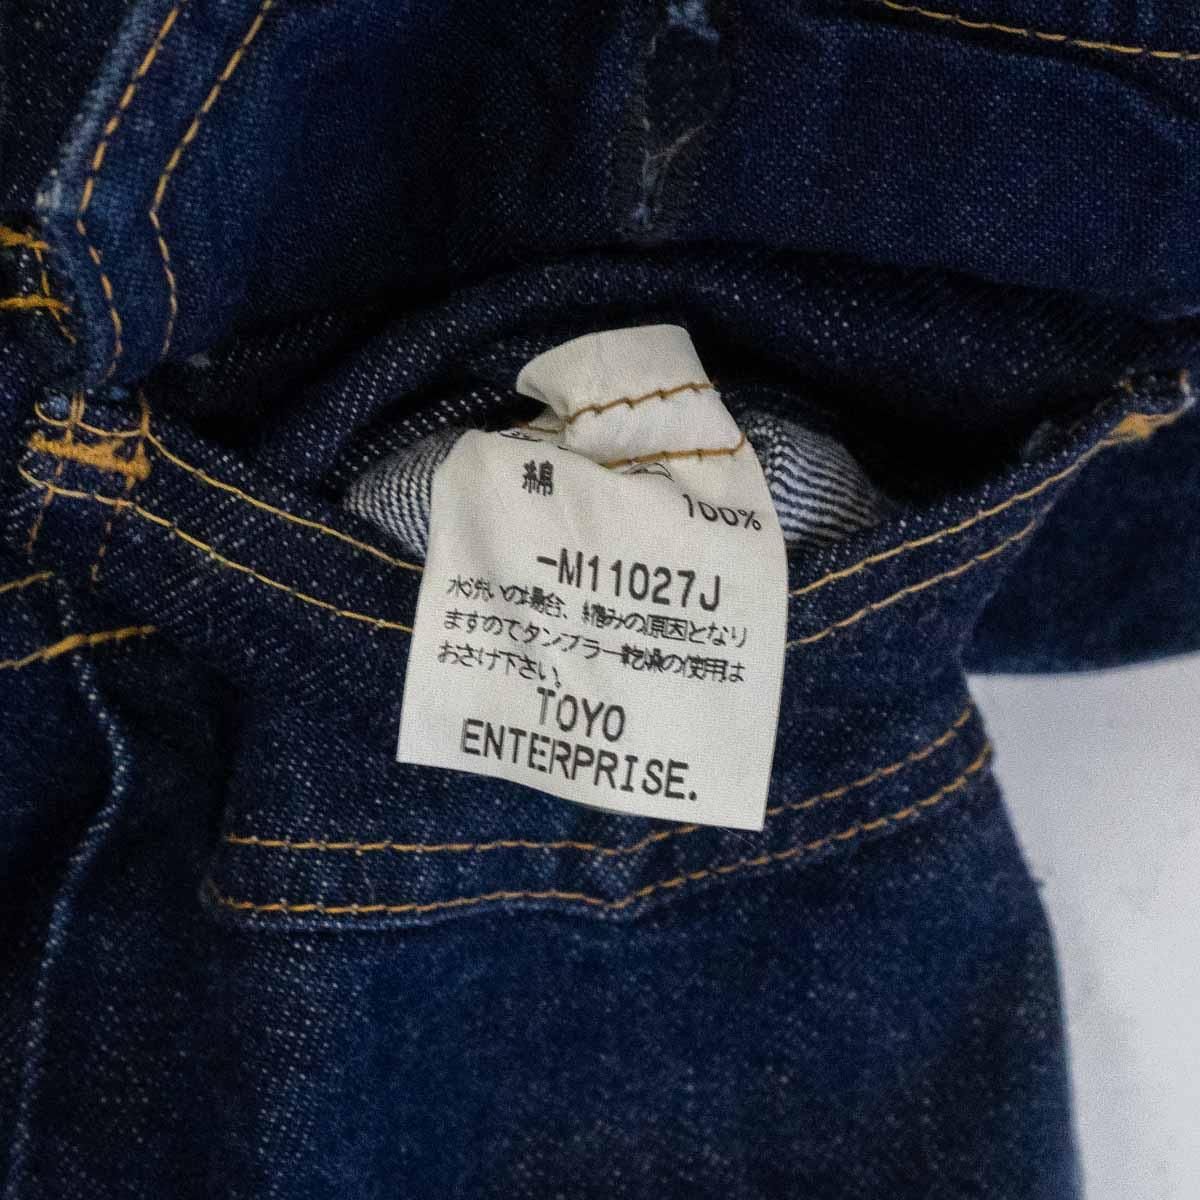 綿
100%
-M11027J
水洗いの場合、縮みの原因となり
ますのでタンブラー乾燥の使用は
おさけ下さい。
TOYO
ENTERPRISE.